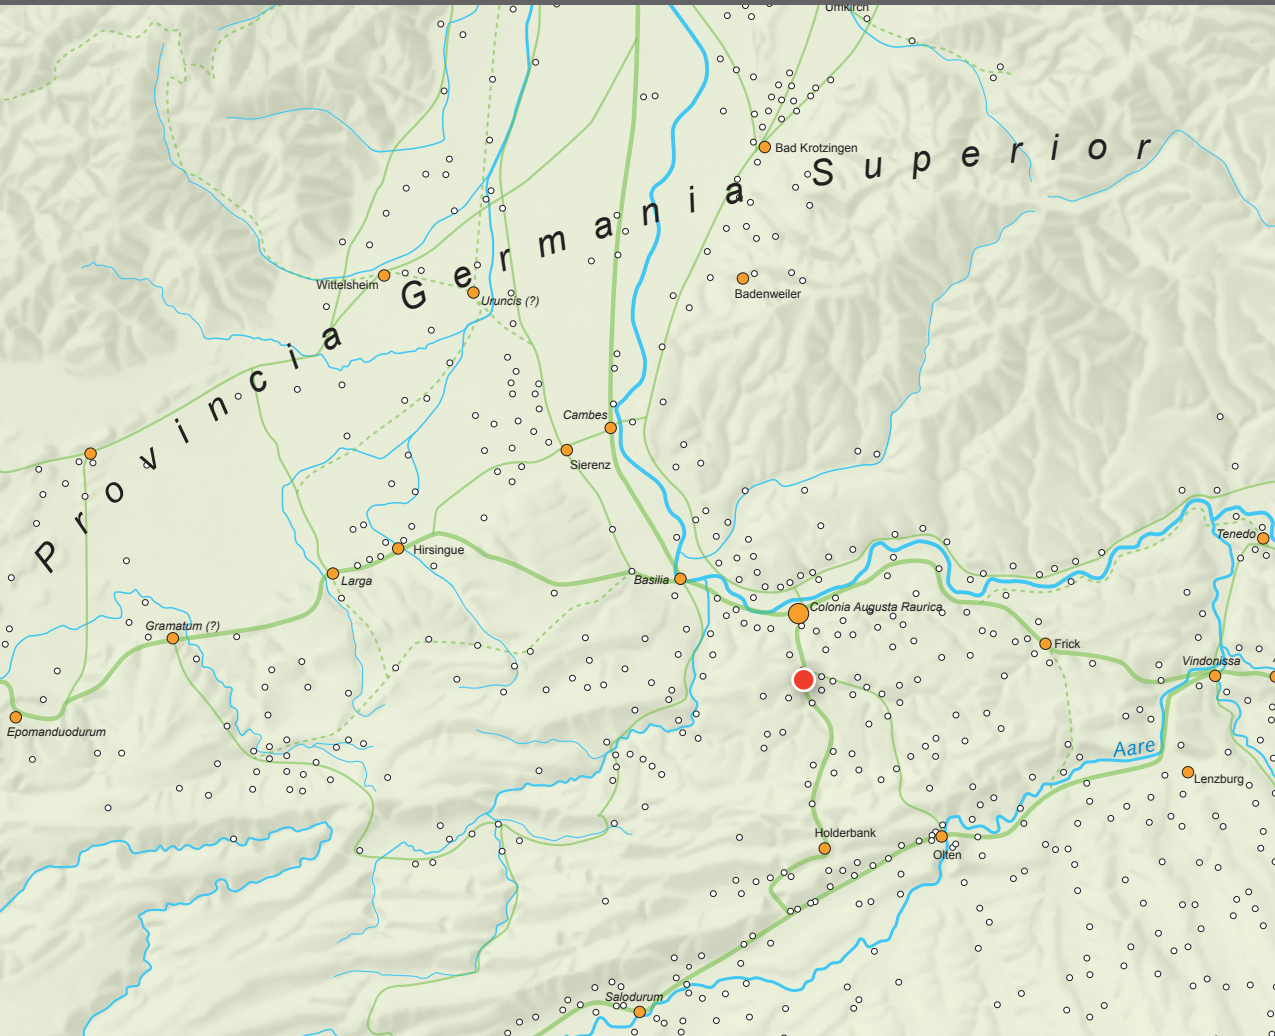 Umkirch
Bad Krotzingen
Provincia Germania Superior
Wittelsheim
Uruncis (?)
Badenweiler
Cambes
Sierenz
Tenedo
Hirsingue
Larga
Basilia
Colonia Augusta Raurica
Gramatum (?)
Frick
Vindonissa
Epomanduodurum
Aare
Lenzburg
Holderbank
Olten
Salodurum